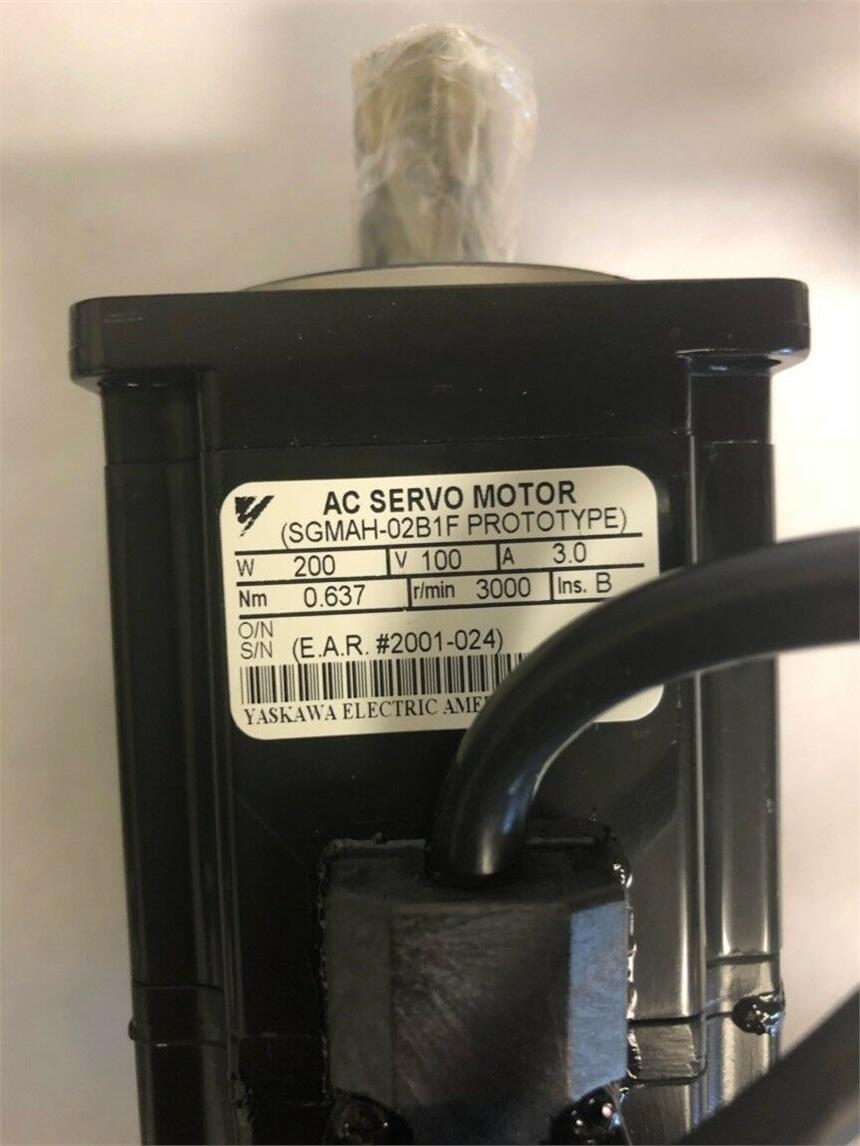 AC SERVO MOTOR
(SGMAH-02B1F PROTOTYPE)
W 200 V 100 A 3.0
Nm 0.637 r/min 3000 Ins. B
O/N
S/N (E.A.R. #2001-024)
YASKAWA ELECTRIC